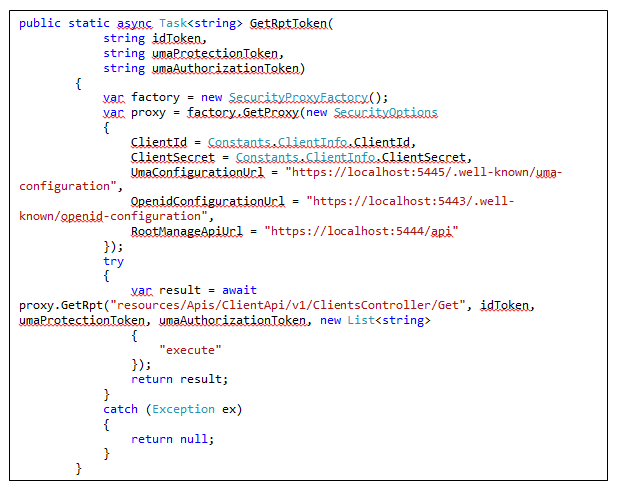 public static async Task<string> GetRptToken(
            string idToken,
            string umaProtectionToken,
            string umaAuthorizationToken)
        {
            var factory = new SecurityProxyFactory();
            var proxy = factory.GetProxy(new SecurityOptions
            {
                ClientId = Constants.ClientInfo.ClientId,
                ClientSecret = Constants.ClientInfo.ClientSecret,
                UmaConfigurationUrl = "https://localhost:5445/.well-known/uma-
configuration",
                OpenidConfigurationUrl = "https://localhost:5443/.well-
known/openid-configuration",
                RootManageApiUrl = "https://localhost:5444/api"
            });
            try
            {
                var result = await
proxy.GetRpt("resources/Apis/ClientApi/v1/ClientsController/Get", idToken,
umaProtectionToken, umaAuthorizationToken, new List<string>
                {
                    "execute"
                });
                return result;
            }
            catch (Exception ex)
            {
                return null;
            }
        }